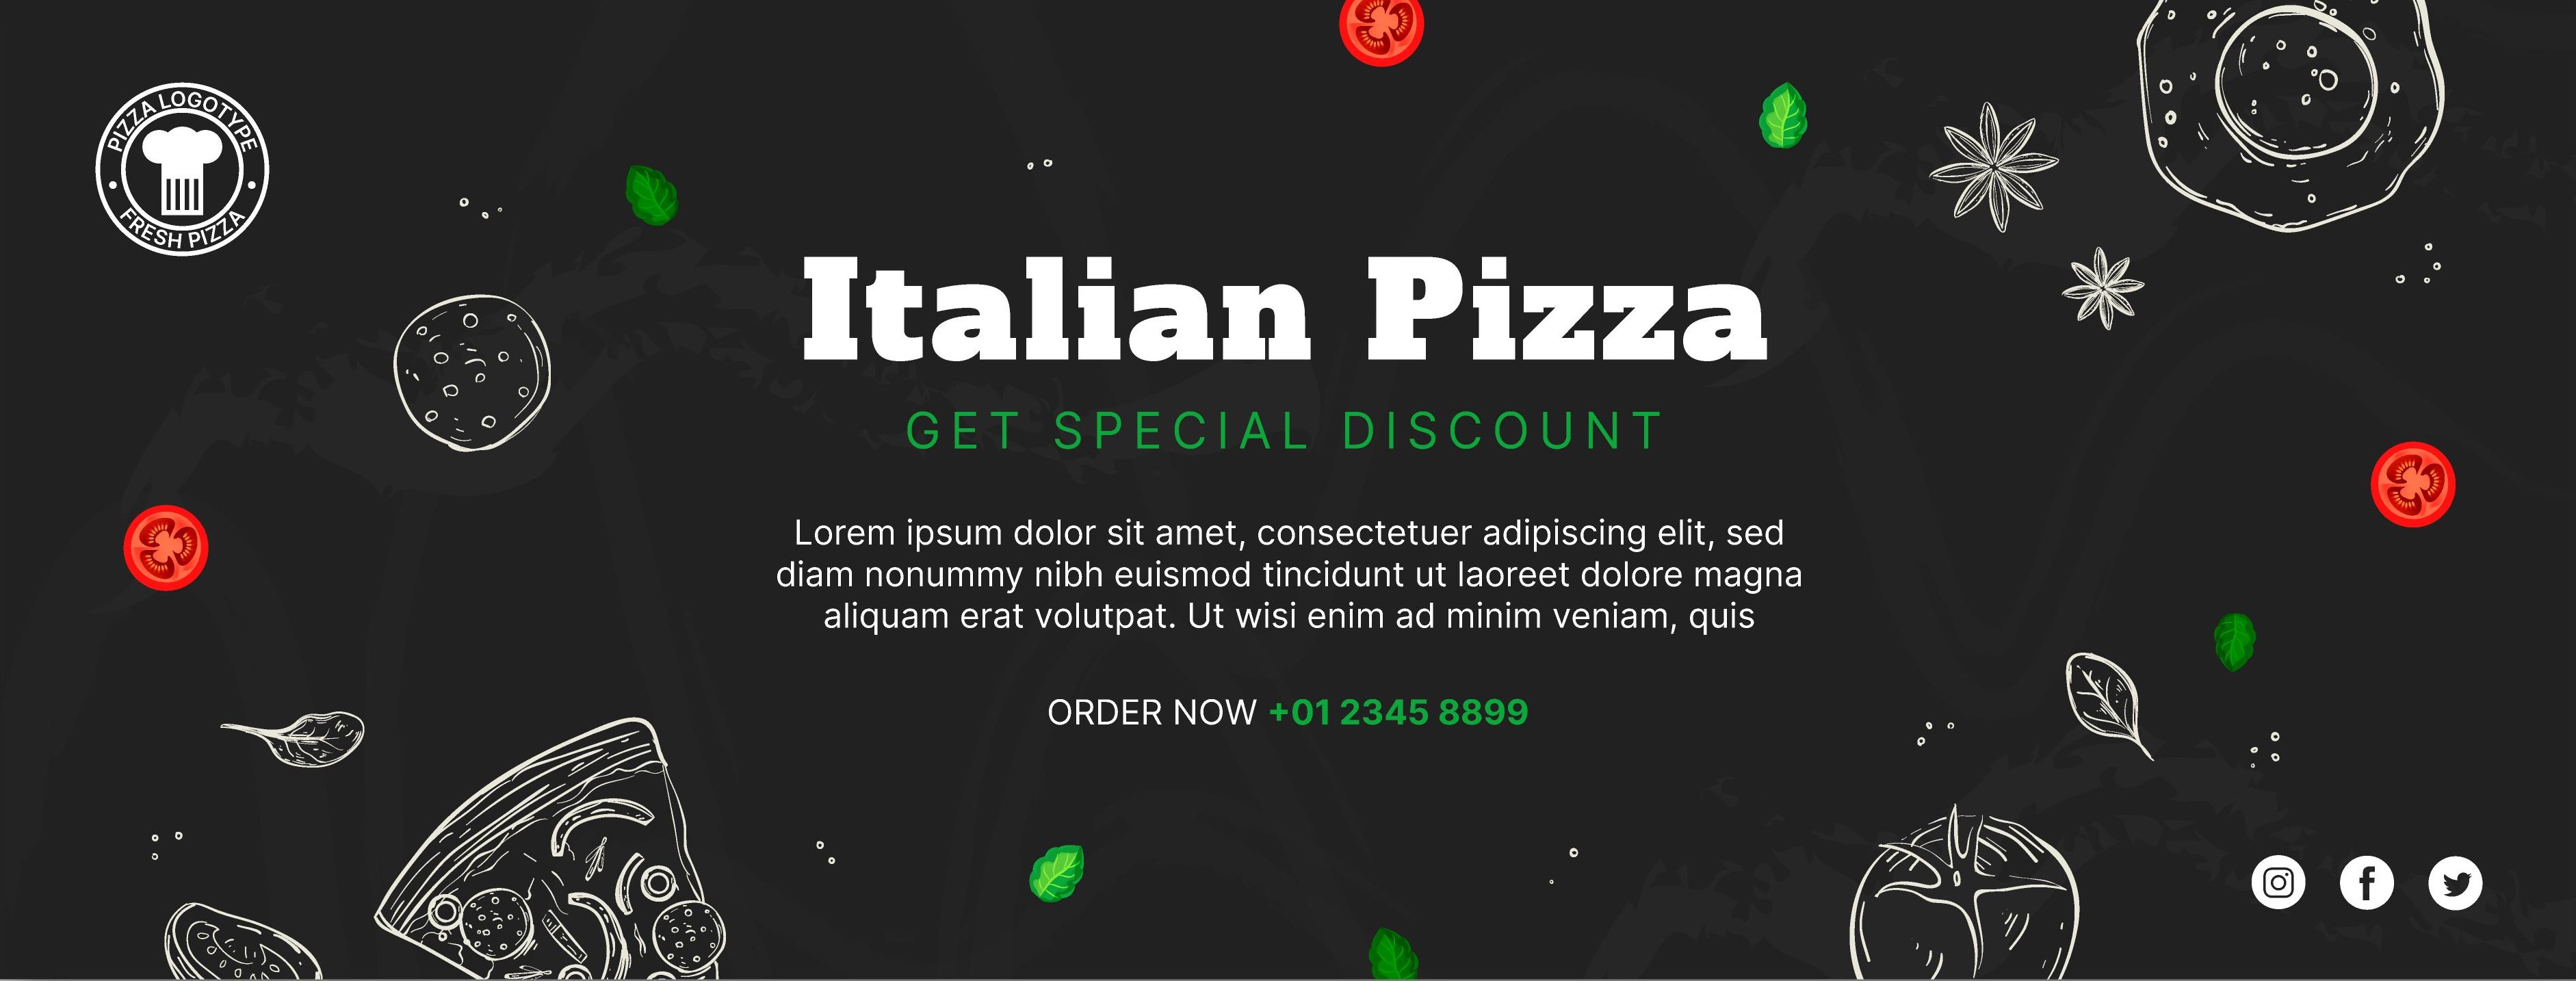 PIZZA LOGOTYPE
FRESH PIZZA
Italian Pizza
GET SPECIAL DISCOUNT
Lorem ipsum dolor sit amet, consectetuer adipiscing elit, sed
diam nonummy nibh euismod tincidunt ut laoreet dolore magna
aliquam erat volutpat. Ut wisi enim ad minim veniam, quis
ORDER NOW +01 2345 8899